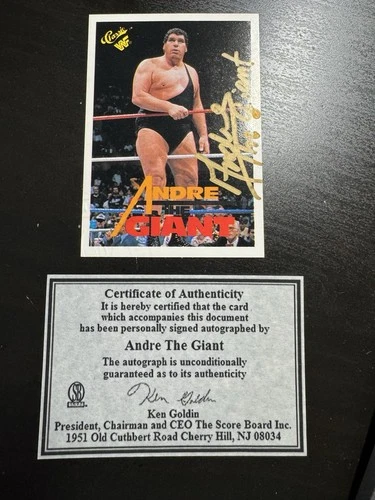 Classic
WF
Andre
the Giant
ANDRE
THE
GIANT
Certificate of Authenticity
It is hereby certified that the card
which accompanies this document
has been personally signed autographed by
Andre The Giant
The autograph is unconditionally
guaranteed as to its authenticity
Ken Goldin
Ken Goldin
President, Chairman and CEO The Score Board Inc.
1951 Old Cuthbert Road Cherry Hill, NJ 08034